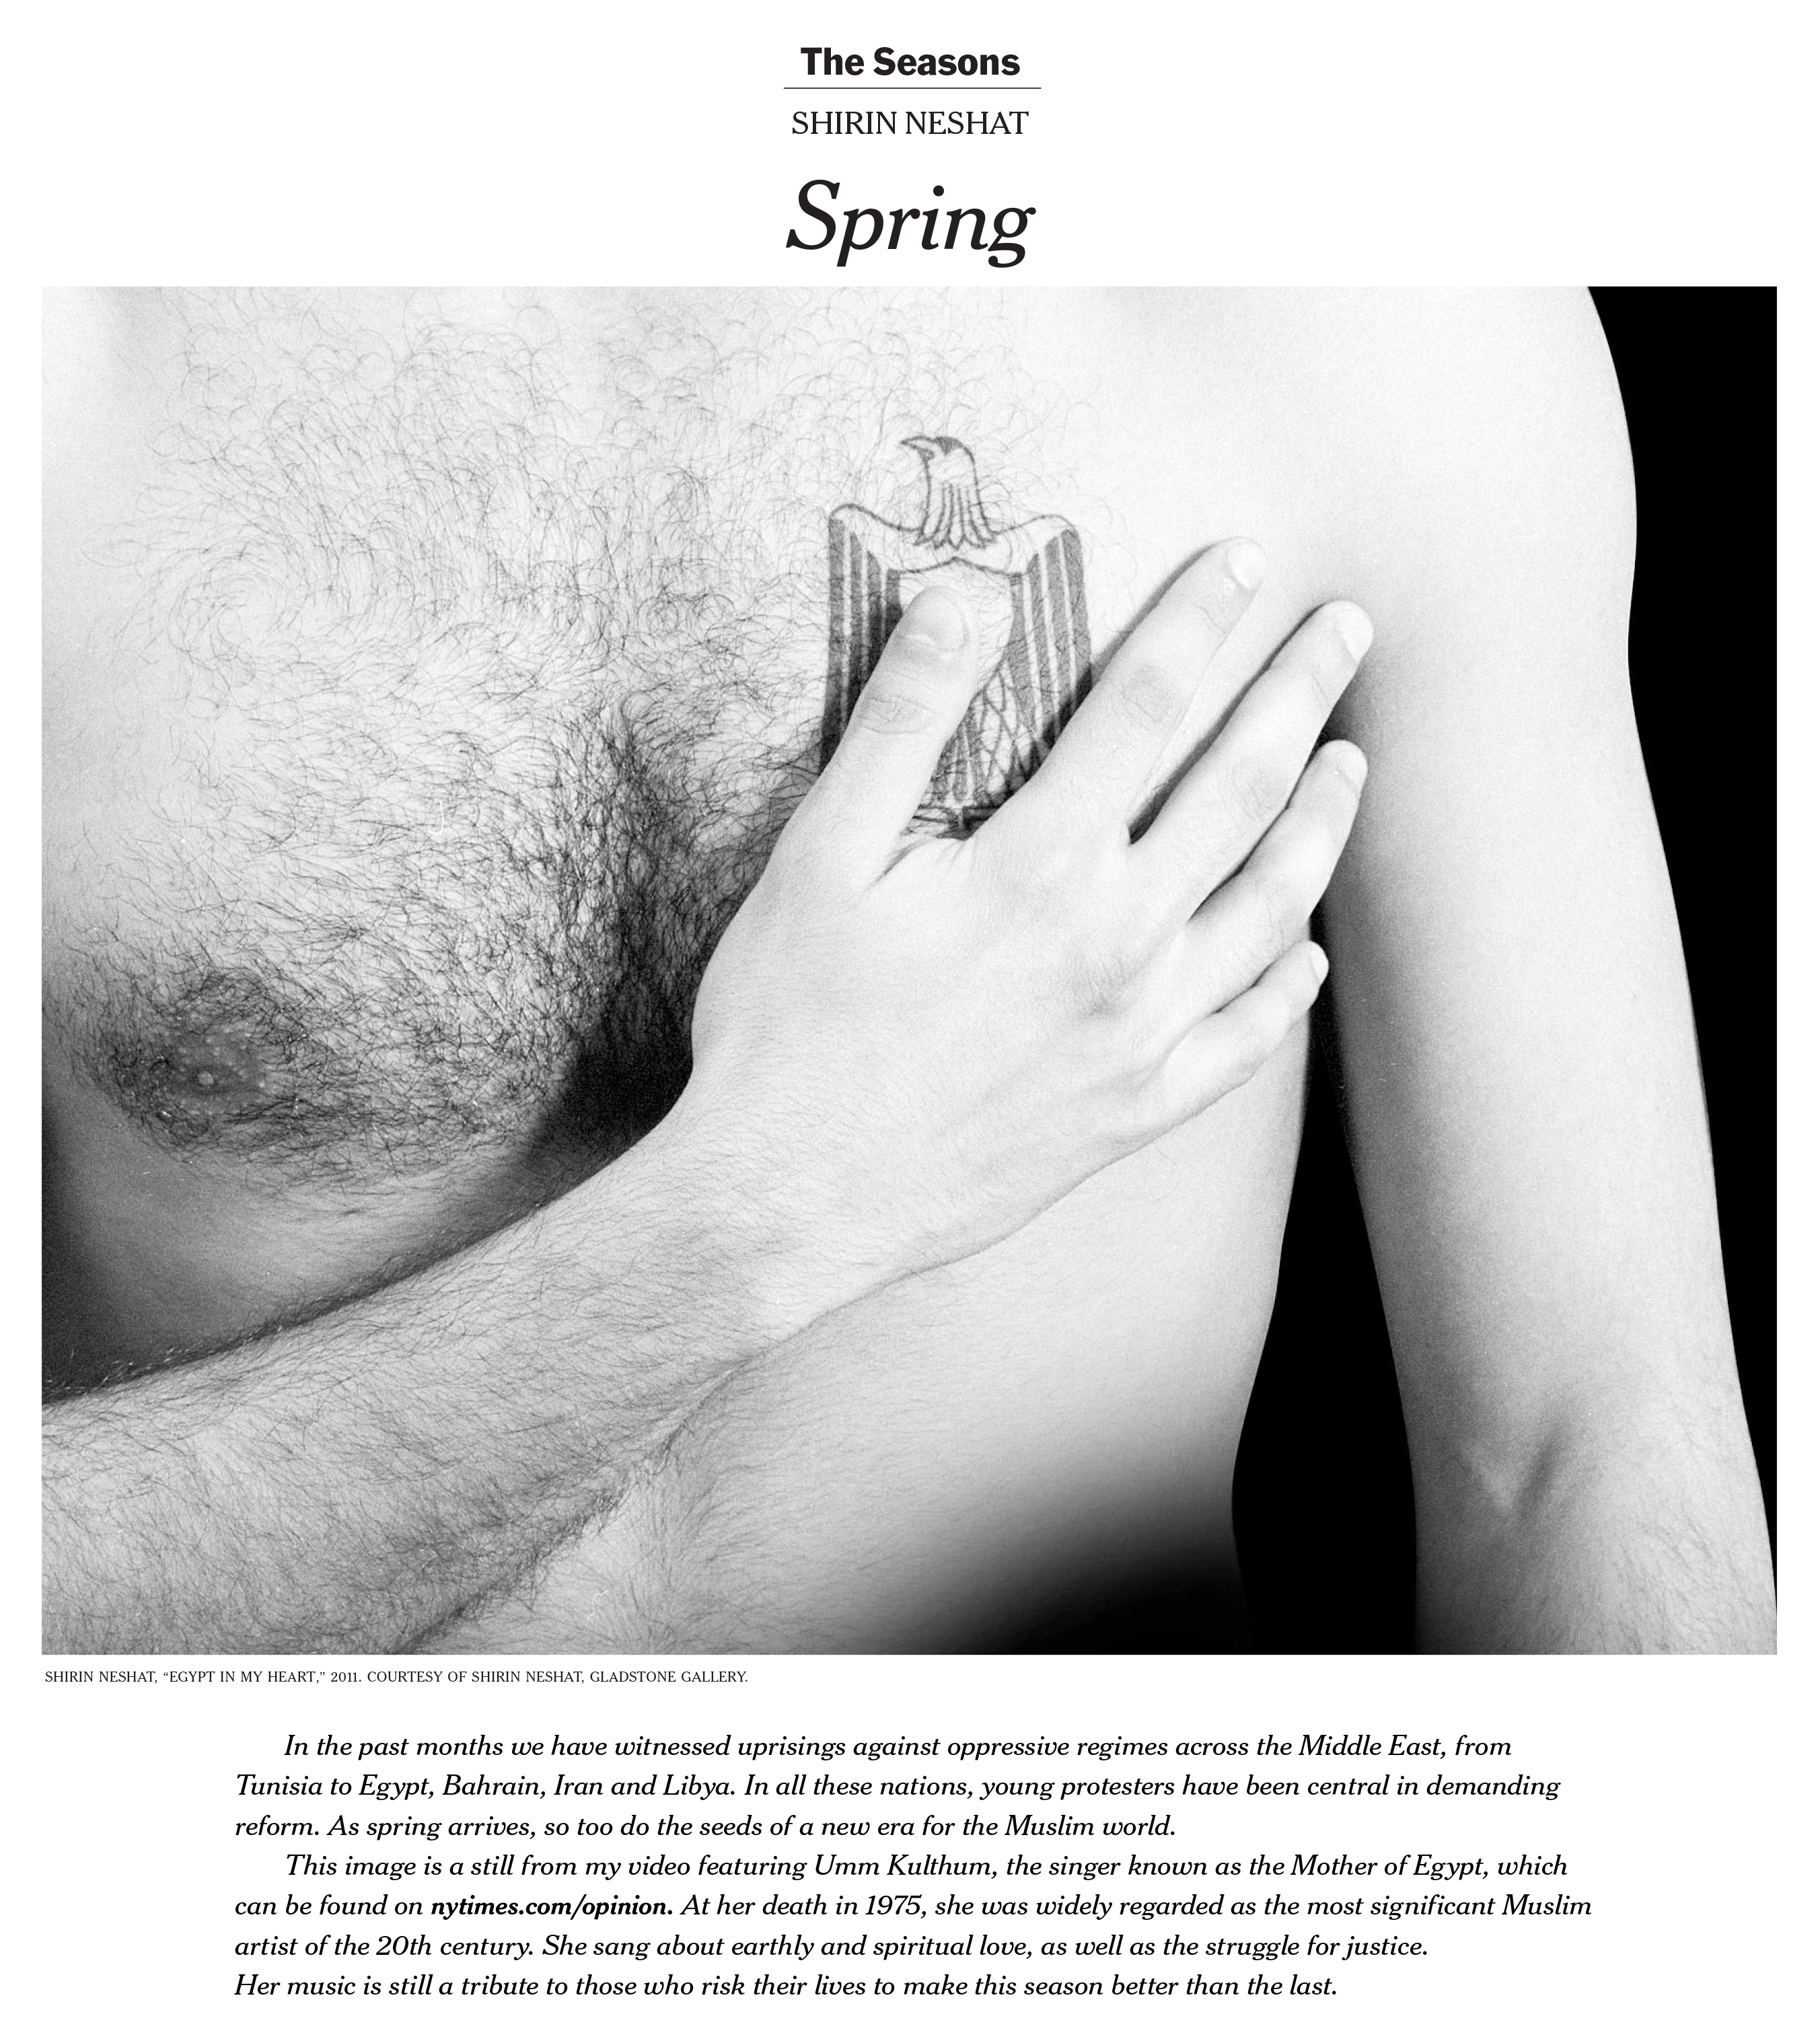 The Seasons
SHIRIN NESHAT
Spring
SHIRIN NESHAT, “EGYPT IN MY HEART,” 2011. COURTESY OF SHIRIN NESHAT, GLADSTONE GALLERY.
In the past months we have witnessed uprisings against oppressive regimes across the Middle East, from
Tunisia to Egypt, Bahrain, Iran and Libya. In all these nations, young protesters have been central in demanding
reform. As spring arrives, so too do the seeds of a new era for the Muslim world.
This image is a still from my video featuring Umm Kulthum, the singer known as the Mother of Egypt, which
can be found on nytimes.com/opinion. At her death in 1975, she was widely regarded as the most significant Muslim
artist of the 20th century. She sang about earthly and spiritual love, as well as the struggle for justice.
Her music is still a tribute to those who risk their lives to make this season better than the last.